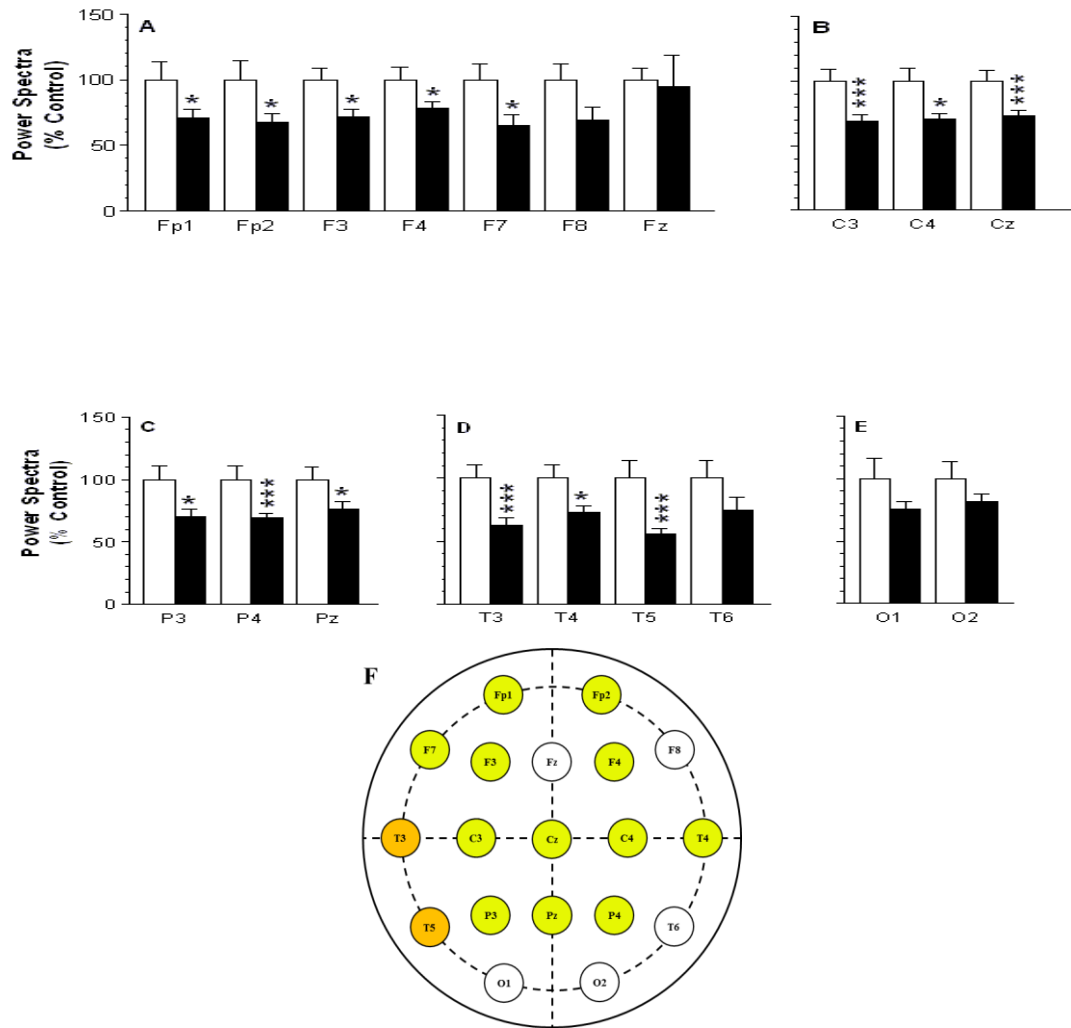 A
B
Power Spectra
(% Control)
150
100
50
0
* * * * *
*** * ***
Fp1 Fp2 F3 F4 F7 F8 Fz
C3 C4 Cz
C
D
E
Power Spectra
(% Control)
150
100
50
0
* *** *
*** * ***
P3 P4 Pz
T3 T4 T5 T6
O1 O2
F
Fp1 Fp2
F7 F3 Fz F4 F8
T3 C3 Cz C4 T4
T5 P3 Pz P4 T6
O1 O2